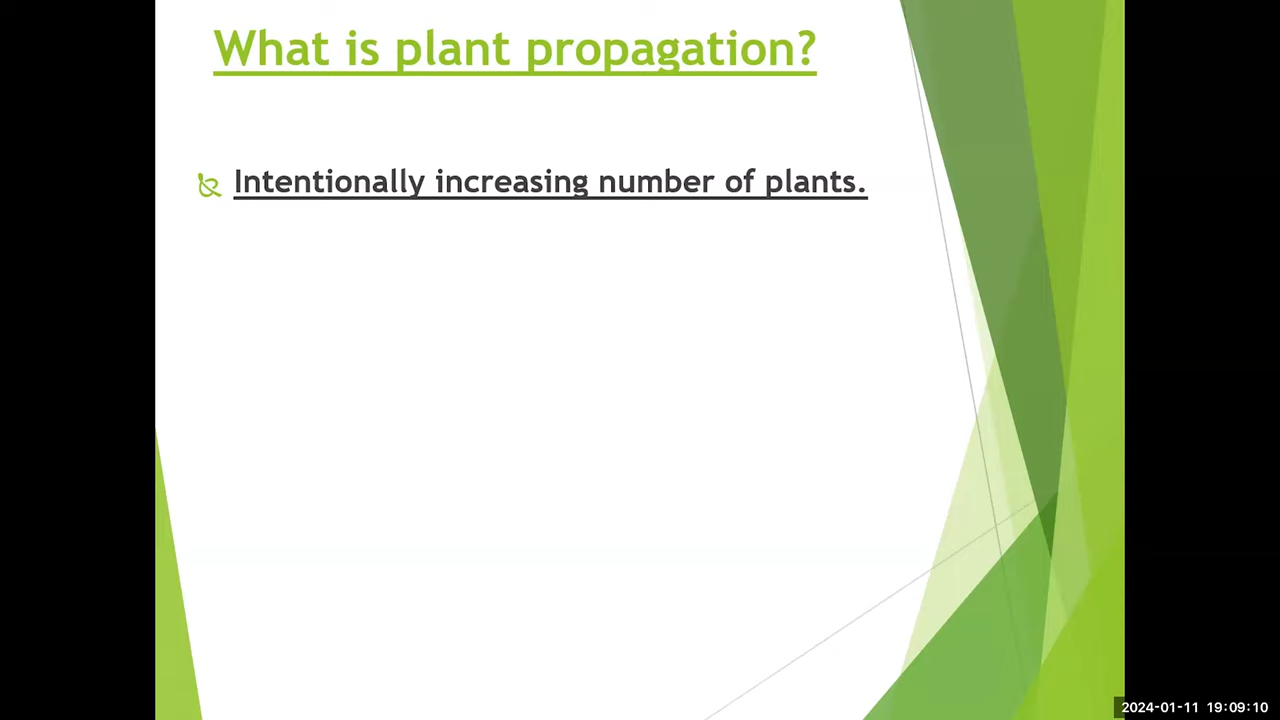 What is plant propagation?
Intentionally increasing number of plants.
2024-01-11 19:09:10